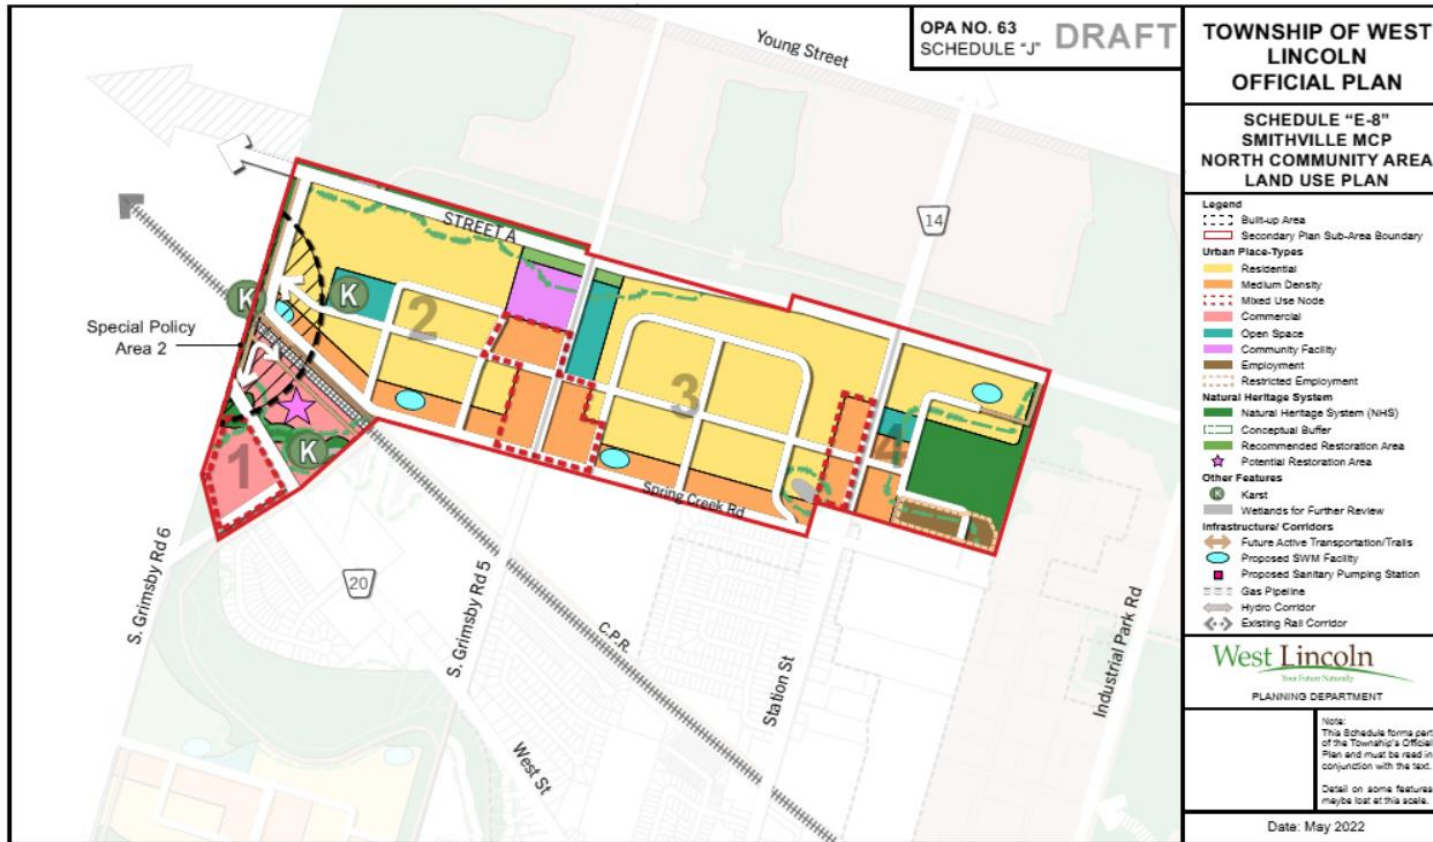 OPA NO. 63
SCHEDULE "J"
DRAFT
TOWNSHIP OF WEST
LINCOLN
OFFICIAL PLAN
SCHEDULE "E-8"
SMITHVILLE MCP
NORTH COMMUNITY AREA
LAND USE PLAN
Legend
Built-up Area
Secondary Plan Sub-Area Boundary
Urban Place-Types
Residential
Medium Density
Mixed Use Node
Commercial
Open Space
Community Facility
Employment
Restricted Employment
Natural Heritage System
Natural Heritage System (NHS)
Conceptual Buffer
Recommended Restoration Area
Potential Restoration Area
Other Features
K
Karst
Wetlands for Further Review
Infrastructure/ Corridors
Future Active Transportation/Trails
Proposed SWM Facility
Proposed Sanitary Pumping Station
Gas Pipeline
Hydro Corridor
Existing Rail Corridor
West Lincoln
Your Future Naturally
PLANNING DEPARTMENT
Note:
This Schedule forms part
of the Township's Official
Plan and must be read in
conjunction with the text.
Detail on some features
maybe lost at this scale.
Date: May 2022
Young Street
14
STREET A
K
K
Special Policy
Area 2
2
3
4
1
K
Spring Creek Rd
S. Grimsby Rd 6
20
S. Grimsby Rd 5
C.P.R.
Station St
Industrial Park Rd
West St